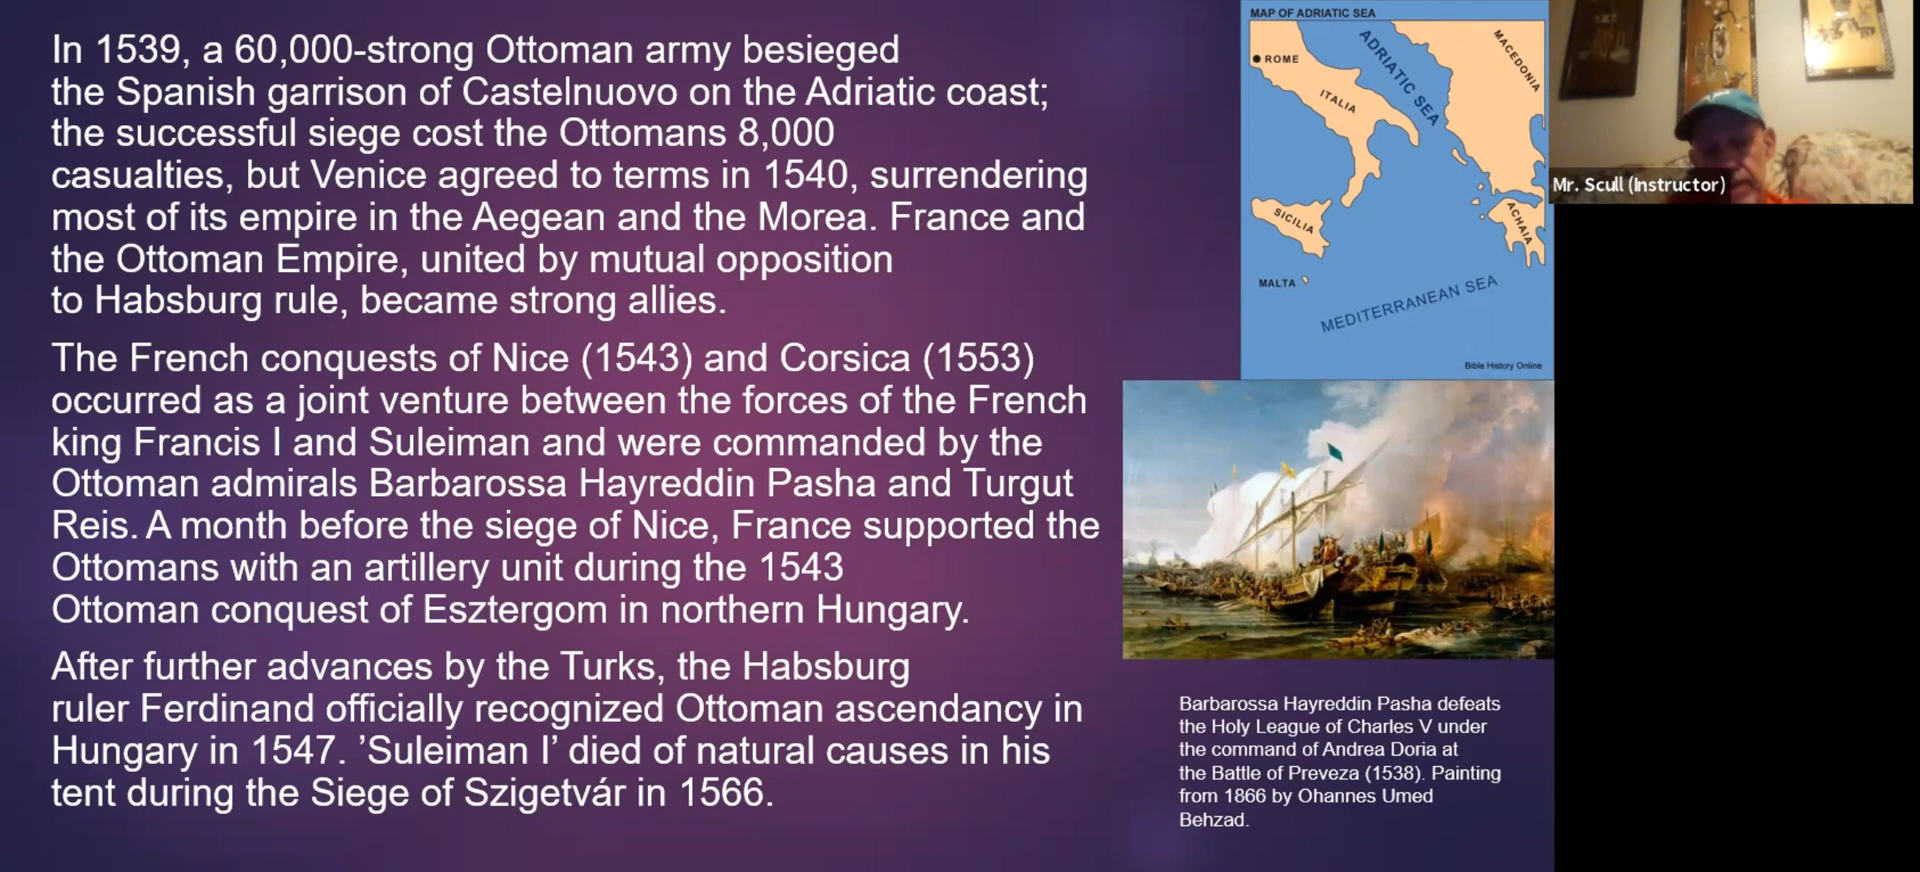 In 1539, a 60,000-strong Ottoman army besieged
the Spanish garrison of Castelnuovo on the Adriatic coast;
the successful siege cost the Ottomans 8,000
casualties, but Venice agreed to terms in 1540, surrendering
most of its empire in the Aegean and the Morea. France and
the Ottoman Empire, united by mutual opposition
to Habsburg rule, became strong allies.
The French conquests of Nice (1543) and Corsica (1553)
occurred as a joint venture between the forces of the French
king Francis I and Suleiman and were commanded by the
Ottoman admirals Barbarossa Hayreddin Pasha and Turgut
Reis. A month before the siege of Nice, France supported the
Ottomans with an artillery unit during the 1543
Ottoman conquest of Esztergom in northern Hungary.
After further advances by the Turks, the Habsburg
ruler Ferdinand officially recognized Ottoman ascendancy in
Hungary in 1547. ’Suleiman I’ died of natural causes in his
tent during the Siege of Szigetvár in 1566.
MAP OF ADRIATIC SEA
ROME
ITALIA
ADRIATIC SEA
MACEDONIA
SICILIA
ACHAIA
MALTA
MEDITERRANEAN SEA
Bible History Online
Barbarossa Hayreddin Pasha defeats
the Holy League of Charles V under
the command of Andrea Doria at
the Battle of Preveza (1538). Painting
from 1866 by Ohannes Umed
Behzad.
Mr. Scull (Instructor)